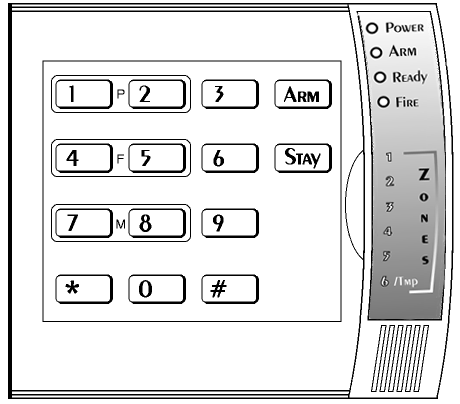 1 P 2 3 ARM
4 F 5 6 STAY
7 M 8 9
* 0 #
POWER
ARM
READY
FIRE
1
2
3
4
5
6 /TMP
ZONES